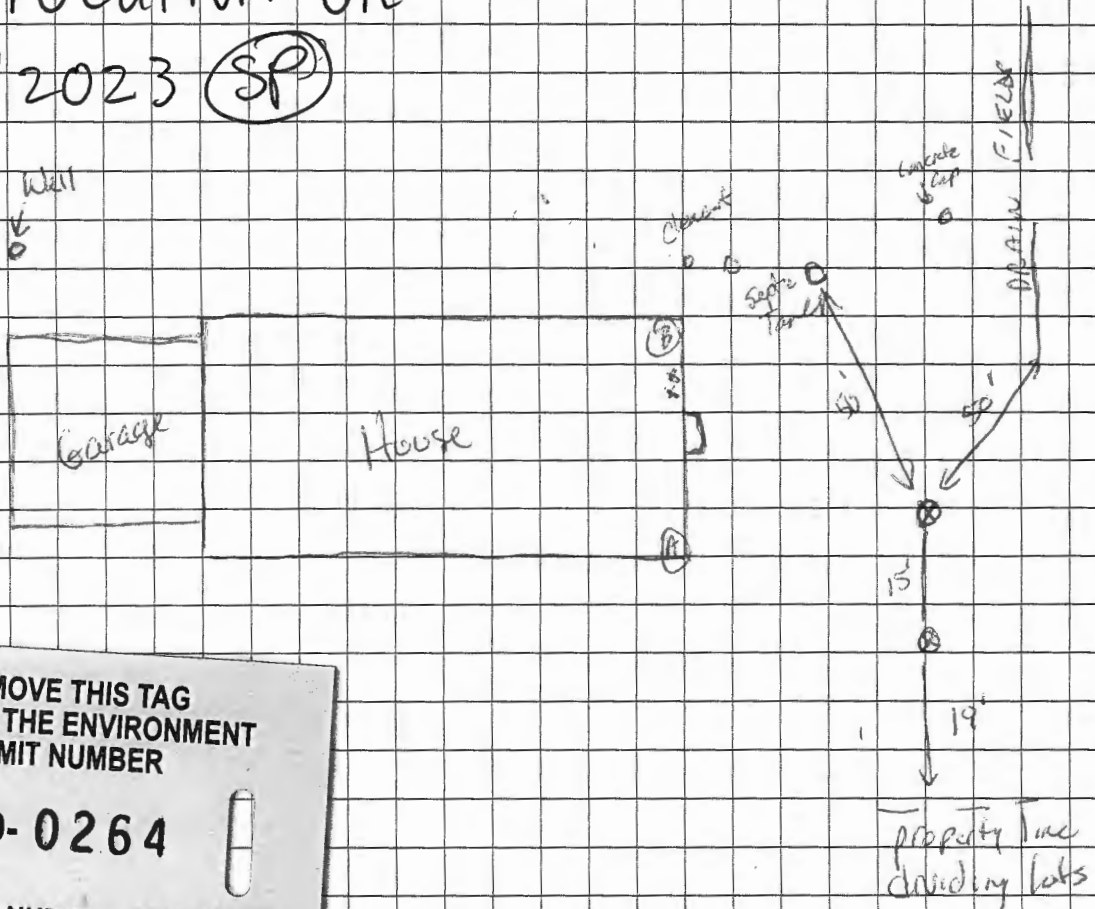 2023 SP
Well
cleanout
Concrete
Cap
DRAIN FIELDS
Septic
Tank
B
Garage
House
50'
A
15'
19'
MOVE THIS TAG
THE ENVIRONMENT
MIT NUMBER
- 0264
property line
dividing lots